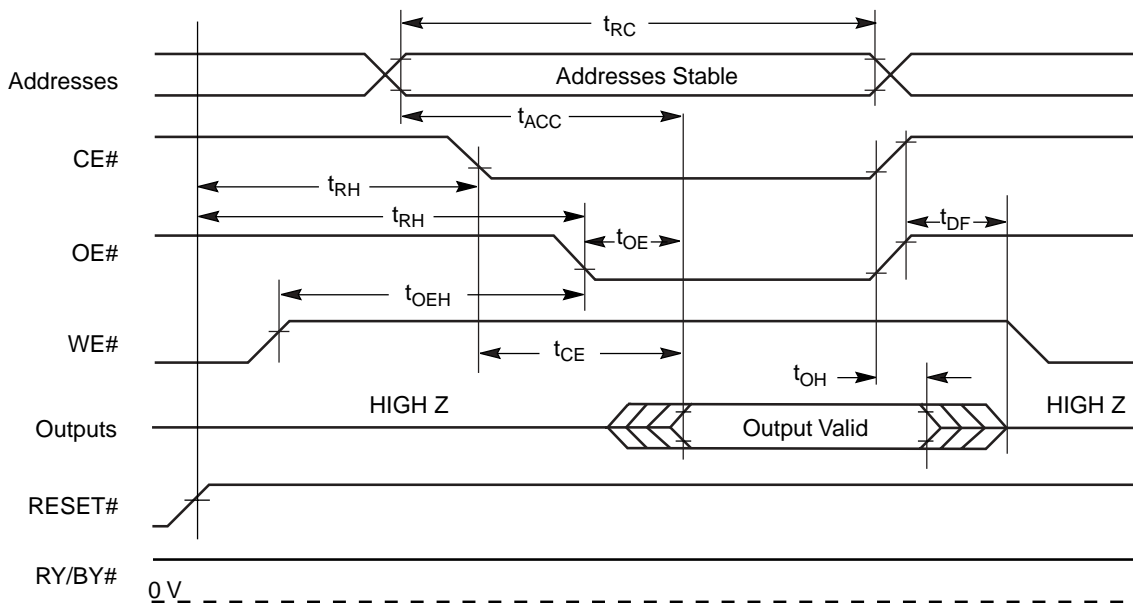 tRC
Addresses
Addresses Stable
tACC
CE#
tRH
tRH
tOE
tDF
OE#
tOEH
WE#
tCE
tOH
HIGH Z
HIGH Z
Outputs
Output Valid
RESET#
RY/BY#
0 V